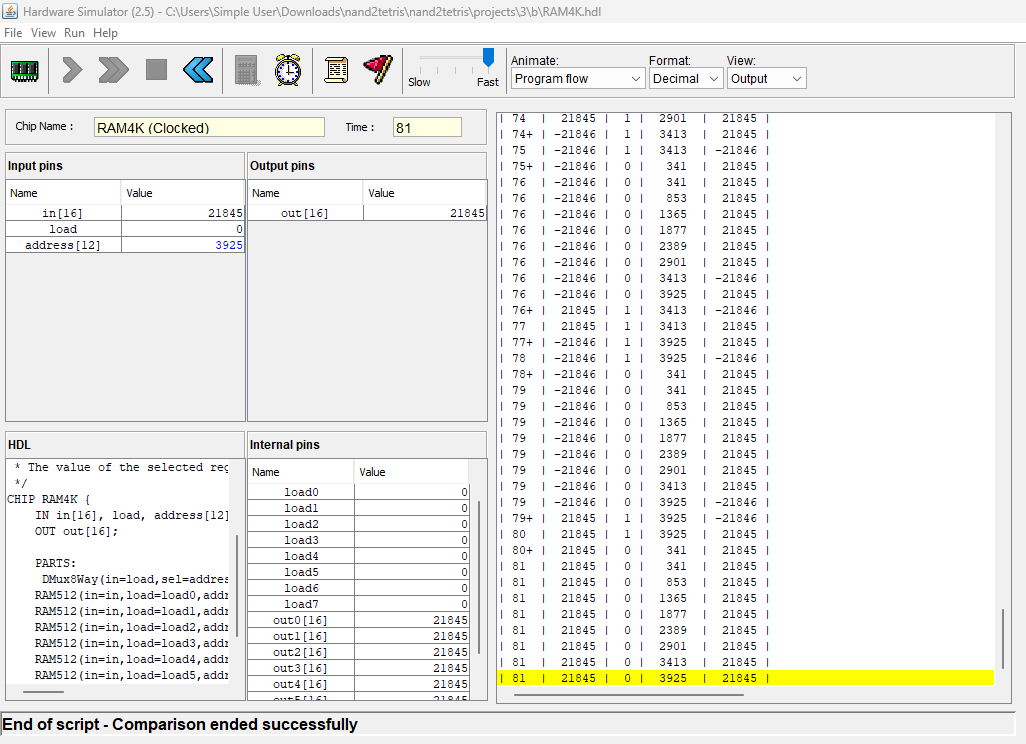 Hardware Simulator (2.5) - C:\Users\Simple User\Downloads\nand2tetris\nand2tetris\projects\3\b\RAM4K.hdl
File View Run Help
Slow Fast
Animate: Format: View:
Program flow Decimal Output
Chip Name : RAM4K (Clocked) Time : 81
Input pins
Name Value
in[16] 21845
load 0
address[12] 3925
Output pins
Name Value
out[16] 21845
HDL
* The value of the selected reg
*/
CHIP RAM4K {
IN in[16], load, address[12]
OUT out[16];
PARTS:
DMux8Way(in=load,sel=addres
RAM512(in=in,load=load0,addr
RAM512(in=in,load=load1,addr
RAM512(in=in,load=load2,addr
RAM512(in=in,load=load3,addr
RAM512(in=in,load=load4,addr
RAM512(in=in,load=load5,addr
Internal pins
Name Value
load0 0
load1 0
load2 0
load3 0
load4 0
load5 0
load6 0
load7 0
out0[16] 21845
out1[16] 21845
out2[16] 21845
out3[16] 21845
out4[16] 21845
out5[16] 21845
| 74 | 21845 | 1 | 2901 | 21845 |
| 74+ | -21846 | 1 | 3413 | 21845 |
| 75 | -21846 | 1 | 3413 | -21846 |
| 75+ | -21846 | 0 | 341 | 21845 |
| 76 | -21846 | 0 | 341 | 21845 |
| 76 | -21846 | 0 | 853 | 21845 |
| 76 | -21846 | 0 | 1365 | 21845 |
| 76 | -21846 | 0 | 1877 | 21845 |
| 76 | -21846 | 0 | 2389 | 21845 |
| 76 | -21846 | 0 | 2901 | 21845 |
| 76 | -21846 | 0 | 3413 | -21846 |
| 76 | -21846 | 0 | 3925 | 21845 |
| 76+ | 21845 | 1 | 3413 | -21846 |
| 77 | 21845 | 1 | 3413 | 21845 |
| 77+ | -21846 | 1 | 3925 | 21845 |
| 78 | -21846 | 1 | 3925 | -21846 |
| 78+ | -21846 | 0 | 341 | 21845 |
| 79 | -21846 | 0 | 341 | 21845 |
| 79 | -21846 | 0 | 853 | 21845 |
| 79 | -21846 | 0 | 1365 | 21845 |
| 79 | -21846 | 0 | 1877 | 21845 |
| 79 | -21846 | 0 | 2389 | 21845 |
| 79 | -21846 | 0 | 2901 | 21845 |
| 79 | -21846 | 0 | 3413 | 21845 |
| 79 | -21846 | 0 | 3925 | -21846 |
| 79+ | 21845 | 1 | 3925 | -21846 |
| 80 | 21845 | 1 | 3925 | 21845 |
| 80+ | 21845 | 0 | 341 | 21845 |
| 81 | 21845 | 0 | 341 | 21845 |
| 81 | 21845 | 0 | 853 | 21845 |
| 81 | 21845 | 0 | 1365 | 21845 |
| 81 | 21845 | 0 | 1877 | 21845 |
| 81 | 21845 | 0 | 2389 | 21845 |
| 81 | 21845 | 0 | 2901 | 21845 |
| 81 | 21845 | 0 | 3413 | 21845 |
| 81 | 21845 | 0 | 3925 | 21845 |
End of script - Comparison ended successfully